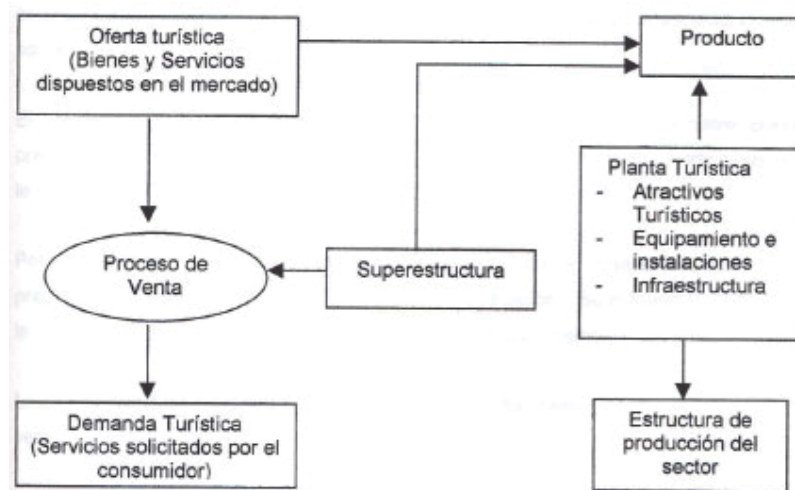 Oferta turística
(Bienes y Servicios
dispuestos en el mercado)
Producto
Planta Turística
- Atractivos
Turísticos
- Equipamiento e
instalaciones
- Infraestructura
Proceso de
Venta
Superestructura
Demanda Turística
(Servicios solicitados por el
consumidor)
Estructura de
producción del
sector